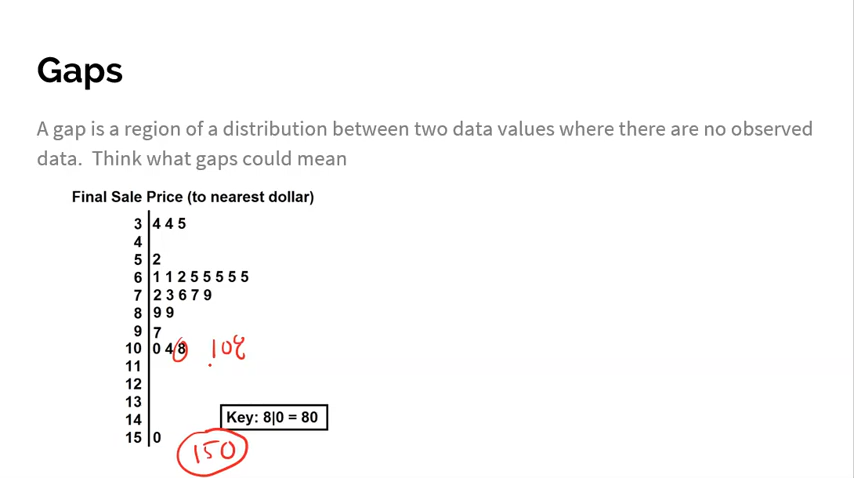 Gaps
A gap is a region of a distribution between two data values where there are no observed
data. Think what gaps could mean
Final Sale Price (to nearest dollar)
3 | 4 4 5
4 |
5 | 2
6 | 1 1 2 5 5 5 5 5
7 | 2 3 6 7 9
8 | 9 9
9 | 7
10 | 0 4 8 108
11 |
12 |
13 |
14 | Key: 8|0 = 80
15 | 0
150